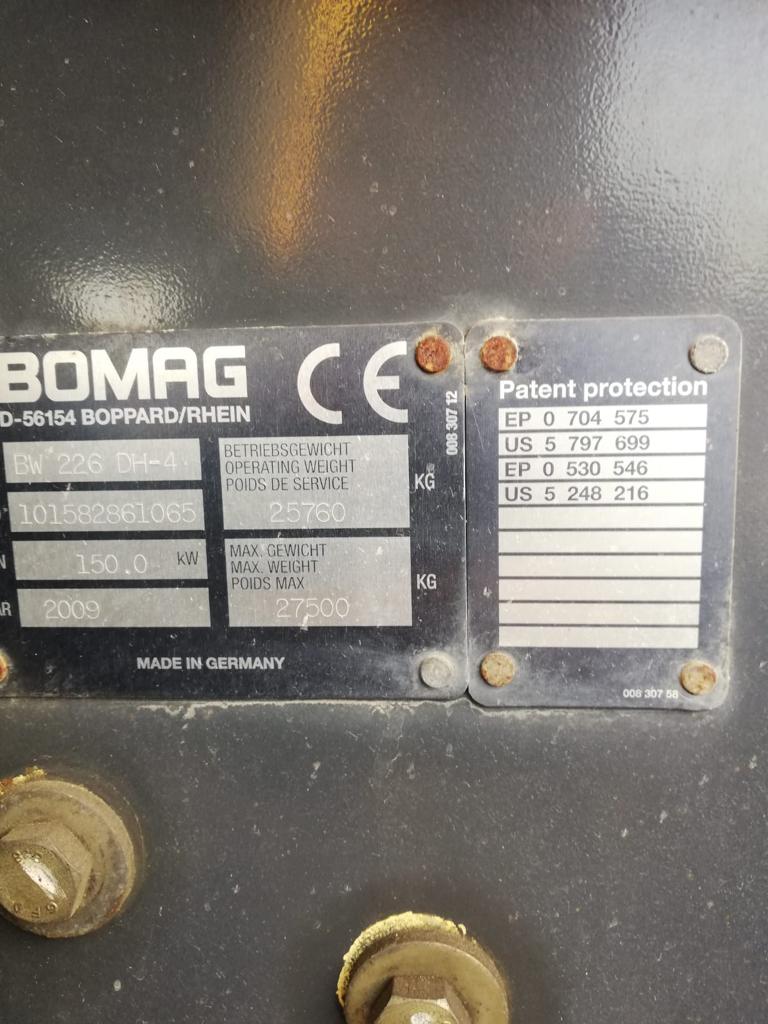 BOMAG
CE
D-56154 BOPPARD/RHEIN
008 307 12
BW 226 DH-4
BETRIEBSGEWICHT
OPERATING WEIGHT
POIDS DE SERVICE
KG
25760
101582861065
150.0 kW
MAX. GEWICHT
MAX. WEIGHT
POIDS MAX
KG
27500
2009
MADE IN GERMANY
Patent protection
EP 0 704 575
US 5 797 699
EP 0 530 546
US 5 248 216
008 307 58